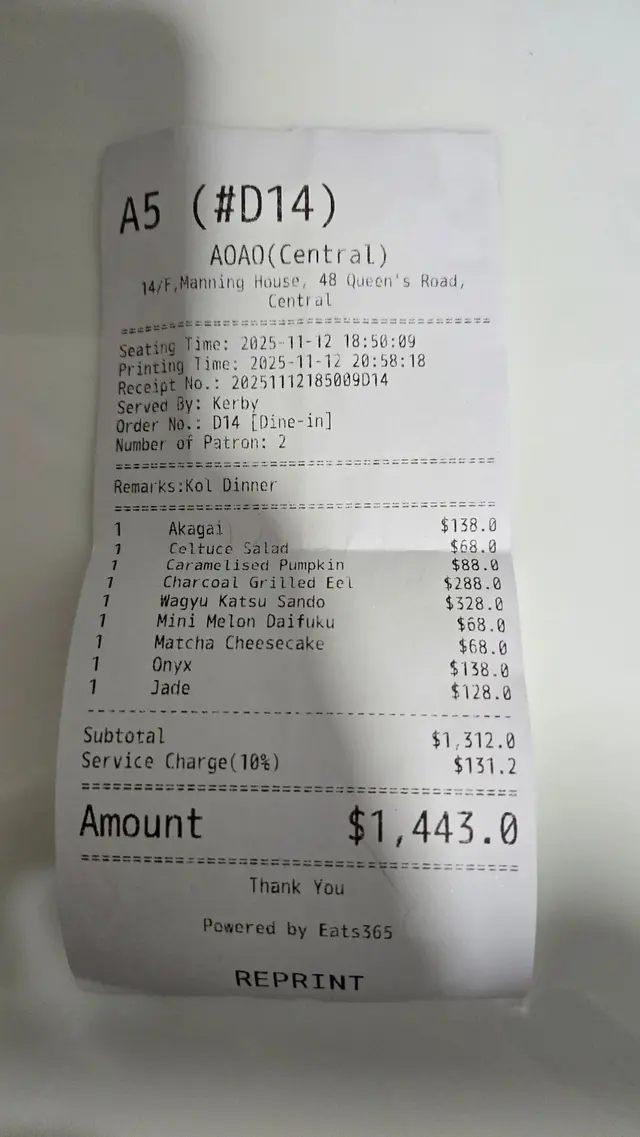 A5 (#D14)
AOAO(Central)
14/F,Manning House, 48 Queen's Road,
Central
Seating Time: 2025-11-12 18:50:09
Printing Time: 2025-11-12 20:58:18
Receipt No.: 20251112185009D14
Served By: Kerby
Order No.: D14 [Dine-in]
Number of Patron: 2
Remarks:Kol Dinner
1 Akagai $138.0
1 Celtuce Salad $68.0
1 Caramelised Pumpkin $88.0
1 Charcoal Grilled Eel $288.0
1 Wagyu Katsu Sando $328.0
1 Mini Melon Daifuku $68.0
1 Matcha Cheesecake $68.0
1 Onyx $138.0
1 Jade $128.0
Subtotal $1,312.0
Service Charge(10%) $131.2
Amount $1,443.0
Thank You
Powered by Eats365
REPRINT